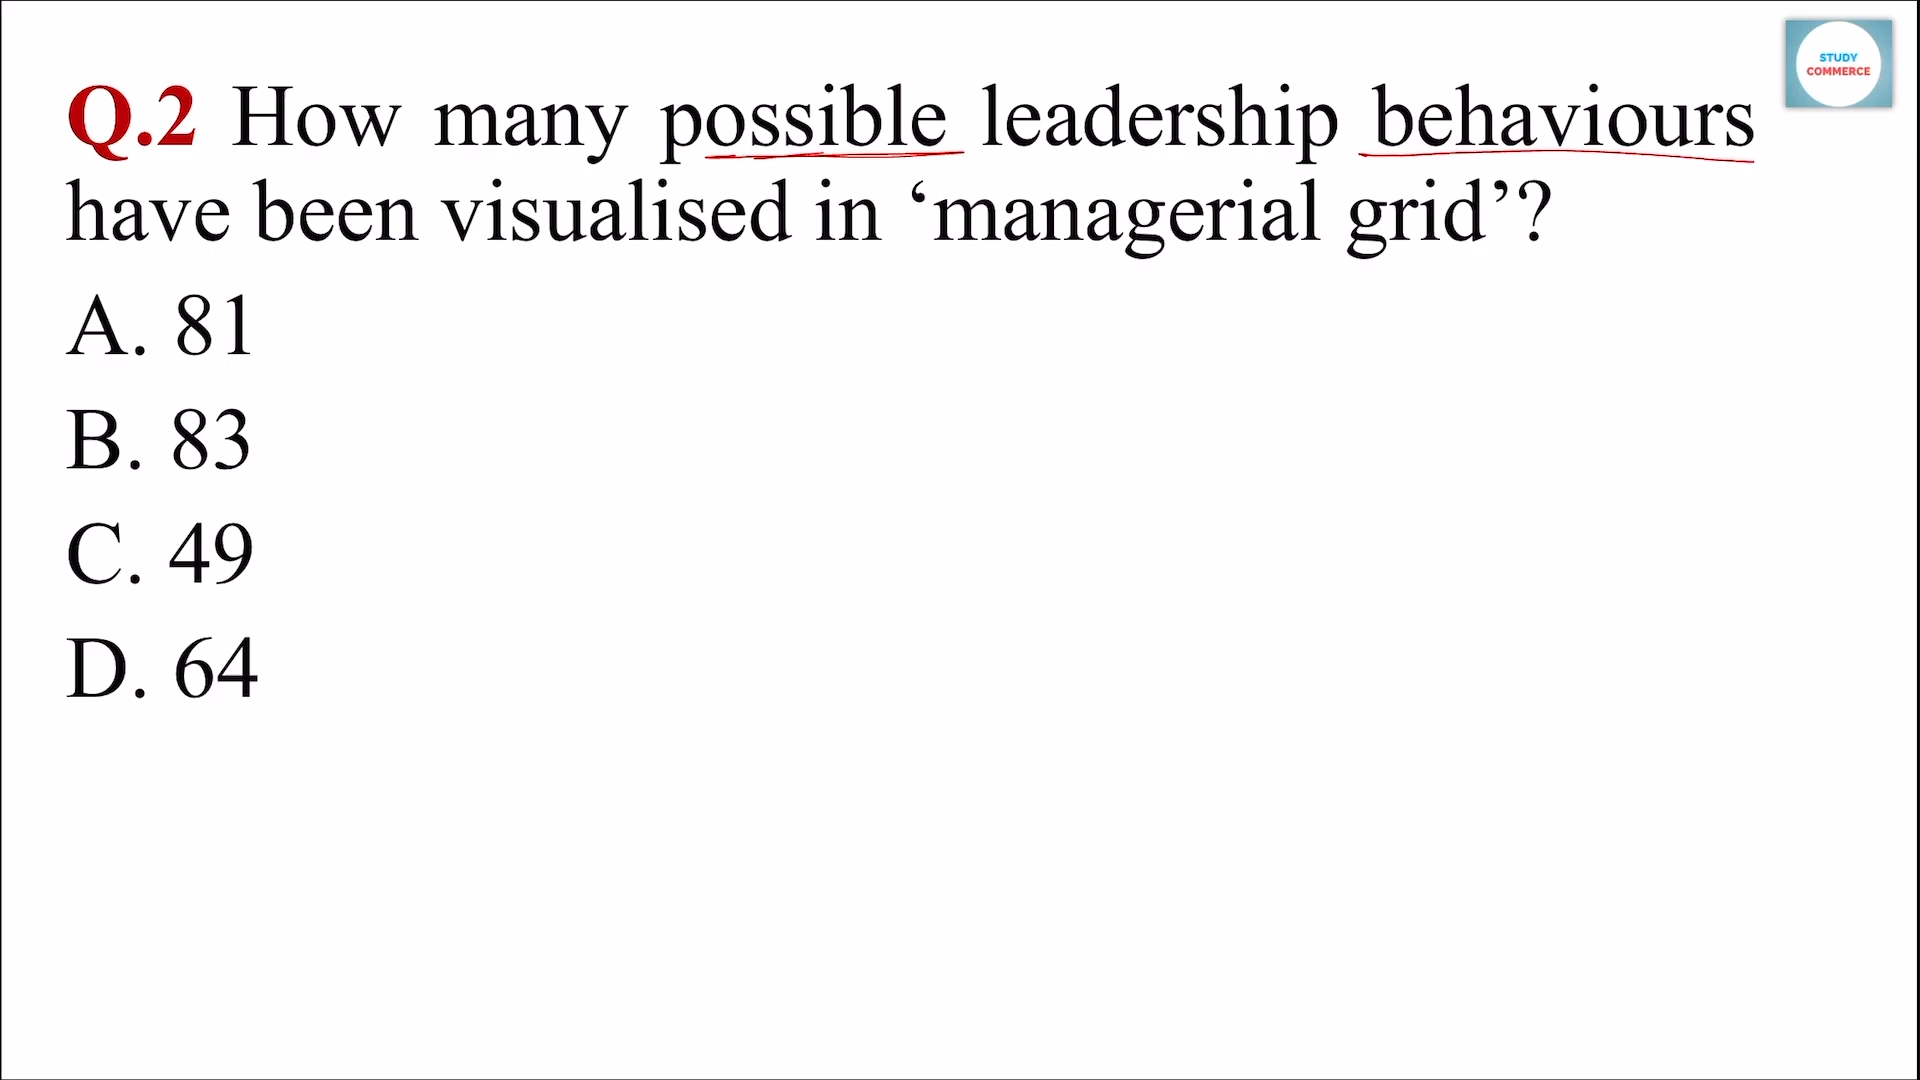 STUDY
COMMERCE
Q.2 How many possible leadership behaviours
have been visualised in ‘managerial grid’?
A. 81
B. 83
C. 49
D. 64